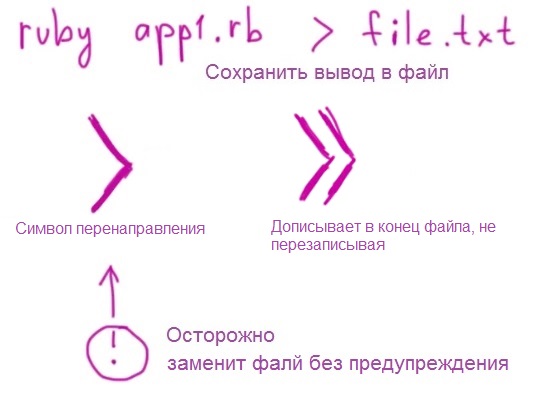 ruby app1.rb > file.txt
Сохранить вывод в файл
> >>
Символ перенаправления
Дописывает в конец файла, не
перезаписывая
!
Осторожно
заменит фалй без предупреждения